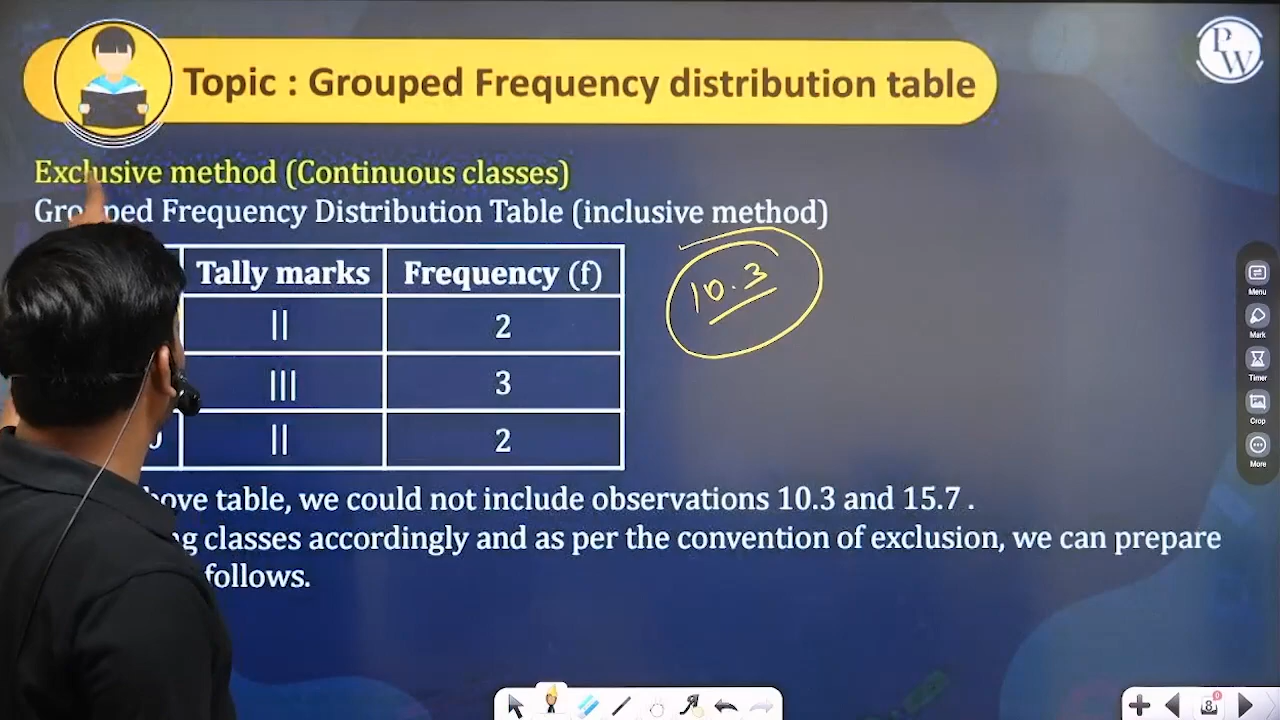 PW
Topic : Grouped Frequency distribution table
Exclusive method (Continuous classes)
Grouped Frequency Distribution Table (inclusive method)
Tally marks Frequency (f)
|| 2
||| 3
|| 2
10.3
table, we could not include observations 10.3 and 15.7 .
classes accordingly and as per the convention of exclusion, we can prepare
follows.
Menu
Mark
Timer
Crop
More
8